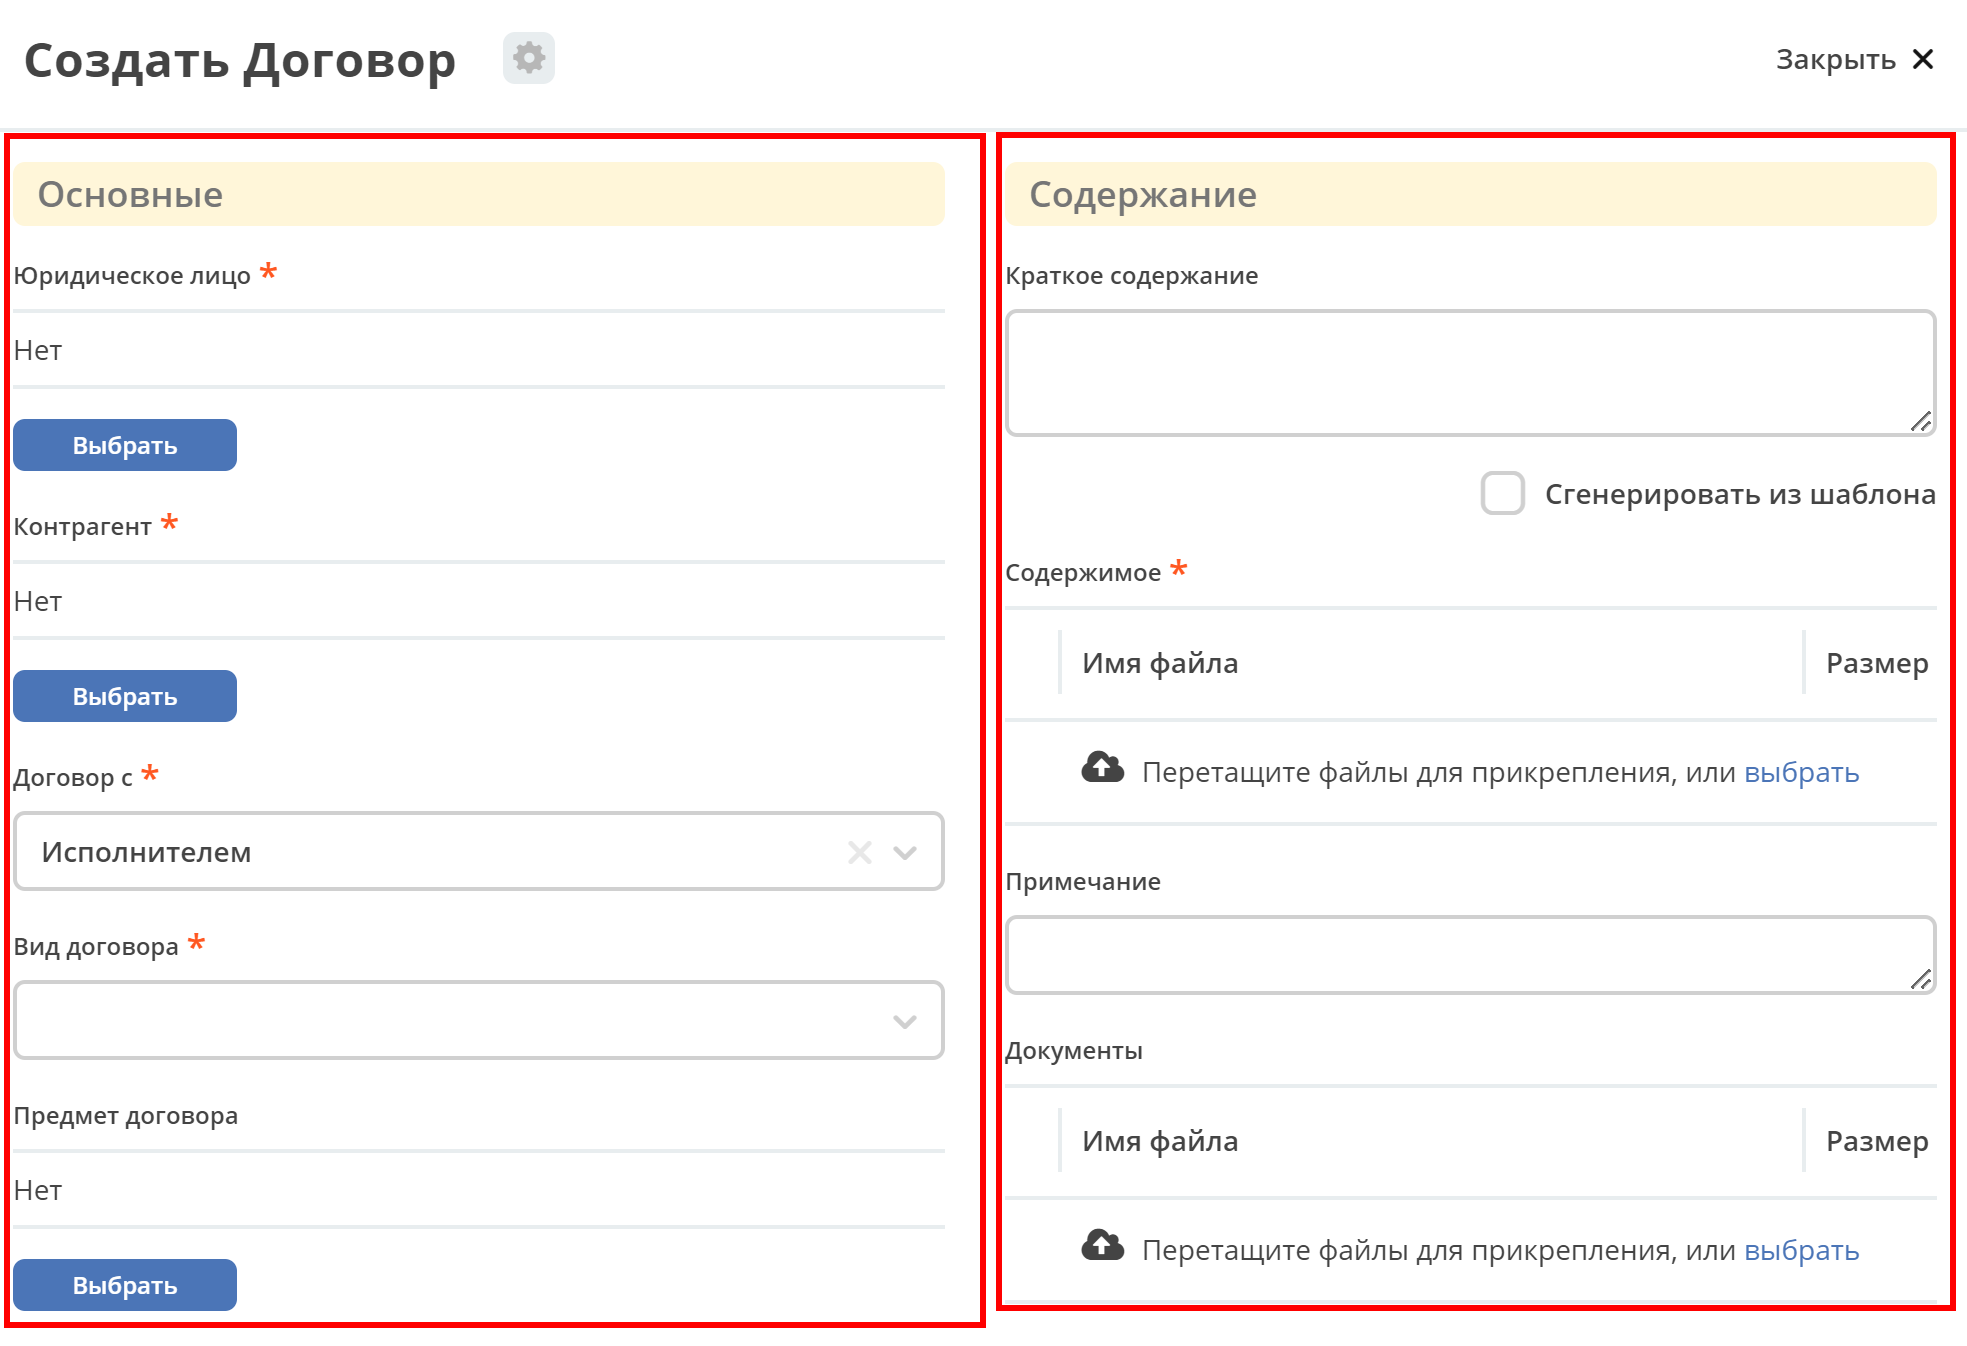 Создать Договор
Закрыть
Основные
Юридическое лицо *
Нет
Выбрать
Контрагент *
Нет
Выбрать
Договор с *
Исполнителем
Вид договора *
Предмет договора
Нет
Выбрать
Содержание
Краткое содержание
Сгенерировать из шаблона
Содержимое *
Имя файла Размер
Перетащите файлы для прикрепления, или выбрать
Примечание
Документы
Имя файла Размер
Перетащите файлы для прикрепления, или выбрать